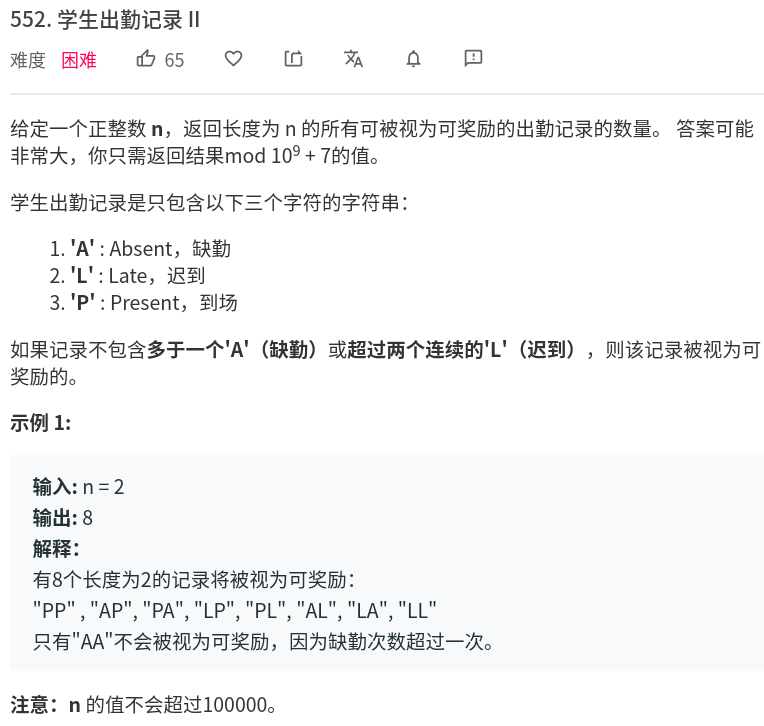 552. 学生出勤记录 II
难度 困难 65
给定一个正整数 n，返回长度为 n 的所有可被视为可奖励的出勤记录的数量。 答案可能
非常大，你只需返回结果mod 10⁹ + 7的值。
学生出勤记录是只包含以下三个字符的字符串：
1. 'A' : Absent，缺勤
2. 'L' : Late，迟到
3. 'P' : Present，到场
如果记录不包含多于一个'A'（缺勤）或超过两个连续的'L'（迟到），则该记录被视为可
奖励的。
示例 1:
输入: n = 2
输出: 8
解释：
有8个长度为2的记录将被视为可奖励：
"PP" , "AP", "PA", "LP", "PL", "AL", "LA", "LL"
只有"AA"不会被视为可奖励，因为缺勤次数超过一次。
注意：n 的值不会超过100000。